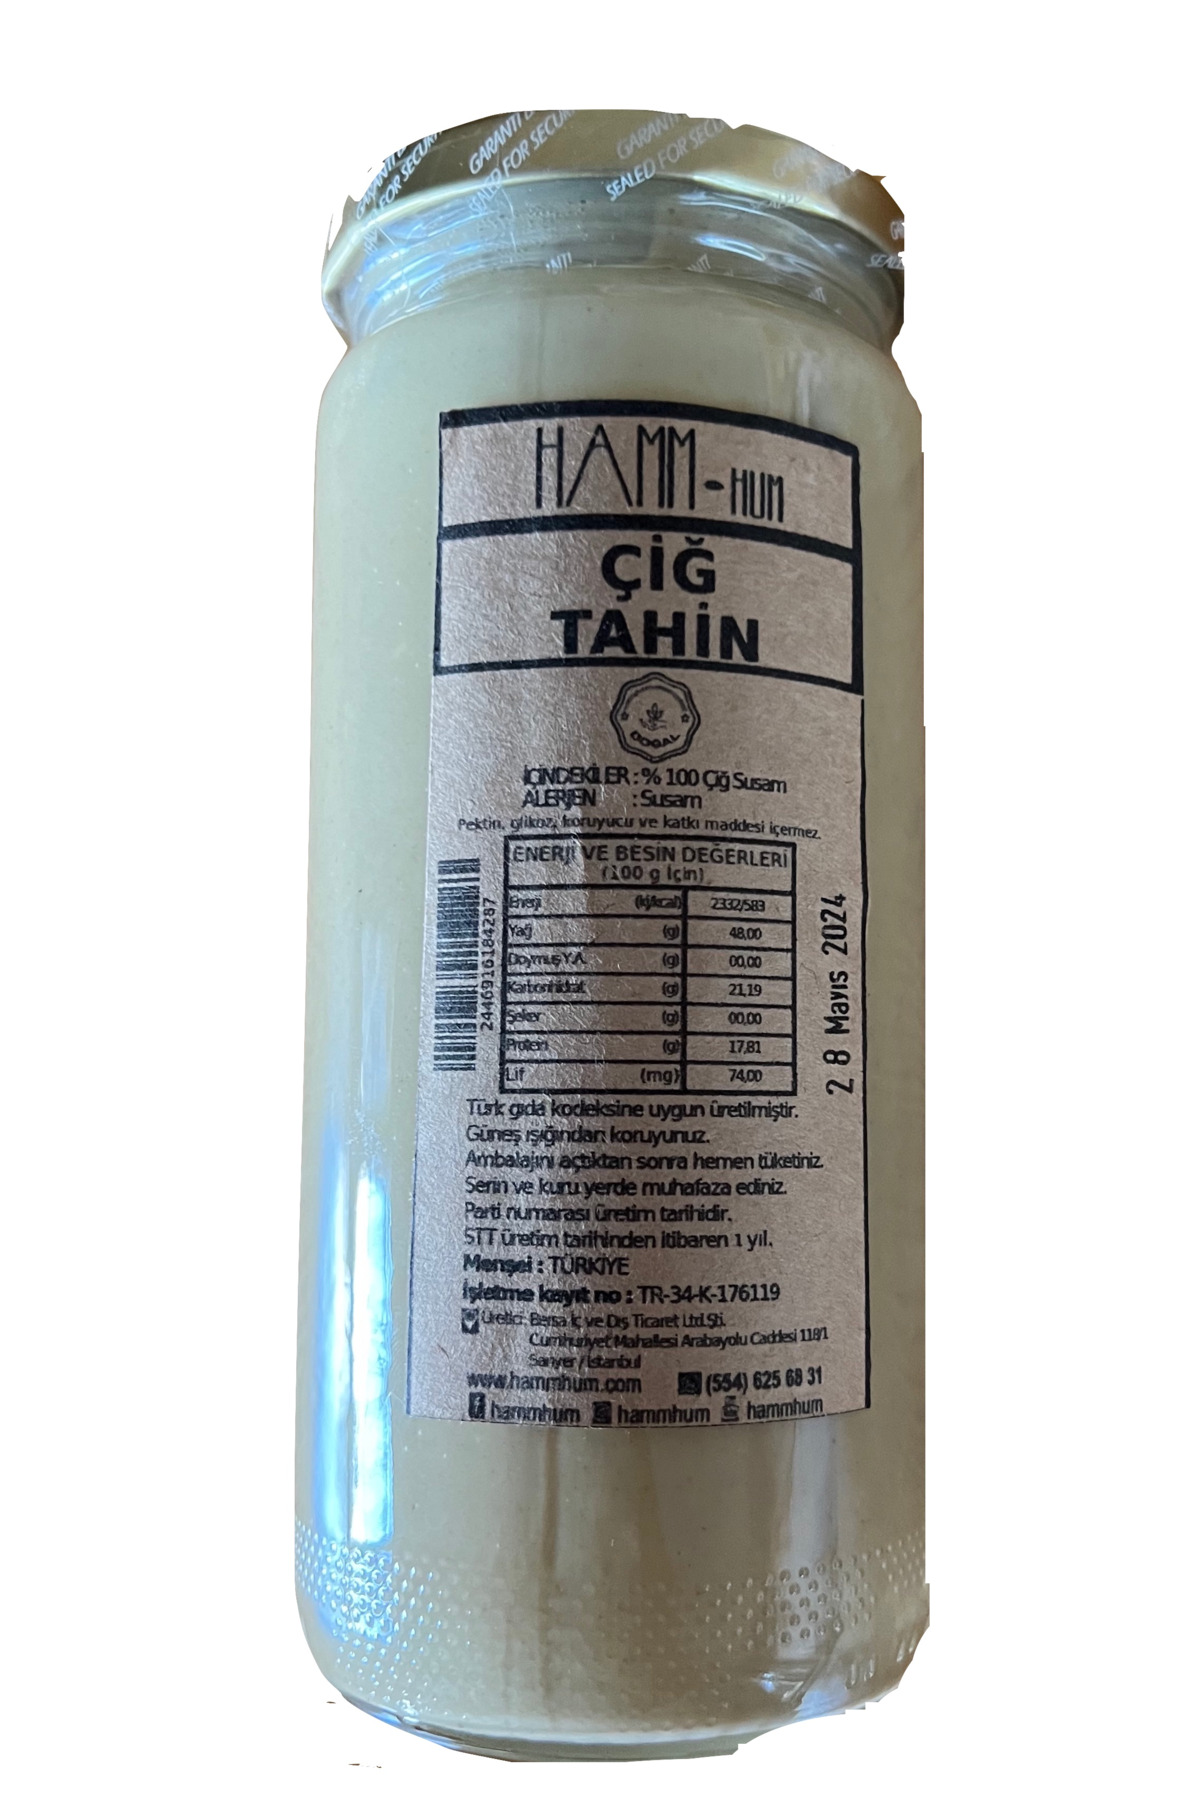 GARANTI
SEALED FOR SECU
HAMM-HUM
ÇİĞ
TAHİN
DOĞAL
İÇİNDEKİLER : % 100 Çiğ Susam
ALERJEN : Susam
Pektin, glikoz, koruyucu ve katkı maddesi içermez.
ENERJİ VE BESİN DEĞERLERİ
(100 g İçin)
Enerji (kj/kcal) 2332/583
Yağ (g) 48,00
Doymuş Y.A. (g) 00,00
Karbonhidrat (g) 21,19
Şeker (g) 00,00
Protein (g) 17,81
Lif (mg) 74,00
2446916184287
28 Mayıs 2024
Türk gıda kodeksine uygun üretilmiştir.
Güneş ışığından koruyunuz.
Ambalajını açtıktan sonra hemen tüketiniz.
Serin ve kuru yerde muhafaza ediniz.
Parti numarası üretim tarihidir.
STT üretim tarihinden itibaren 1 yıl.
Menşei : TÜRKİYE
İşletme kayıt no : TR-34-K-176119
Üretici: Bersa İç ve Dış Ticaret Ltd.Şti.
Cumhuriyet Mahallesi Arabayolu Caddesi 118/1
Sarıyer / İstanbul
www.hammhum.com (554) 625 68 31
hammhum hammhum hammhum